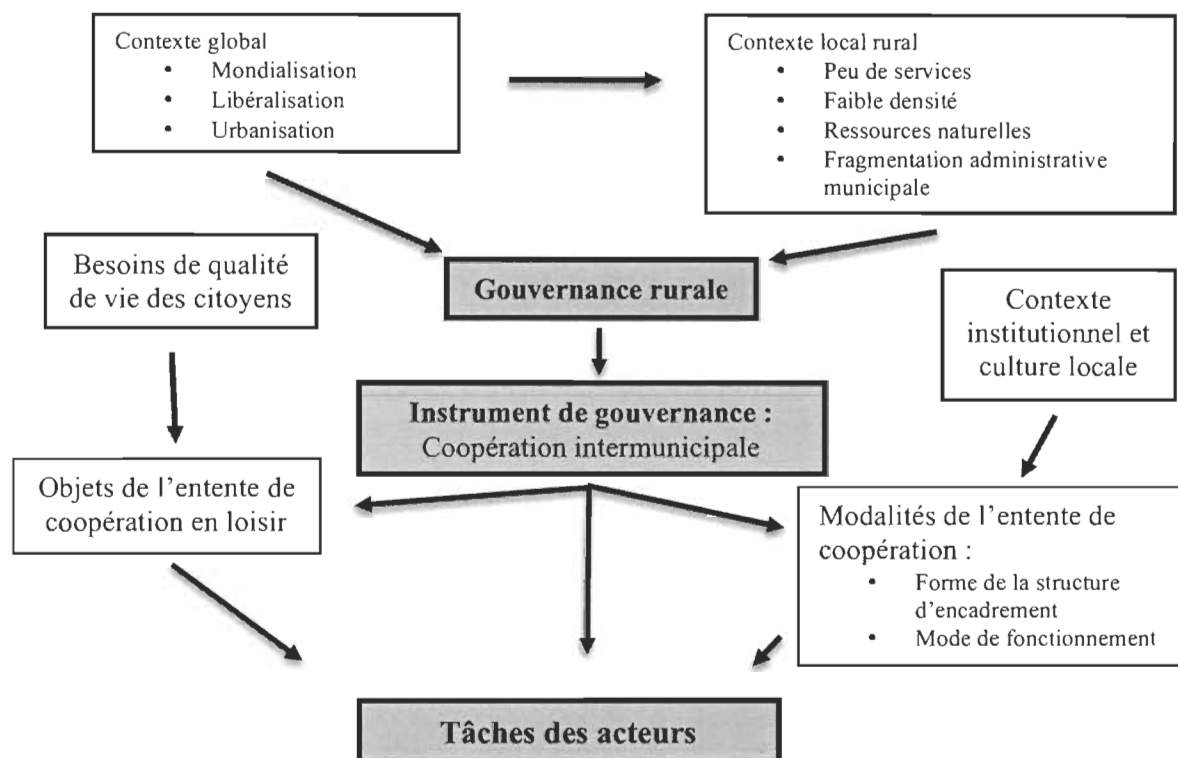 Contexte global
• Mondialisation
• Libéralisation
• Urbanisation
Contexte local rural
• Peu de services
• Faible densité
• Ressources naturelles
• Fragmentation administrative
municipale
Besoins de qualité
de vie des citoyens
Gouvernance rurale
Contexte
institutionnel et
culture locale
Instrument de gouvernance :
Coopération intermunicipale
Objets de l'entente de
coopération en loisir
Modalités de l'entente de
coopération :
• Forme de la structure
d'encadrement
• Mode de fonctionnement
Tâches des acteurs